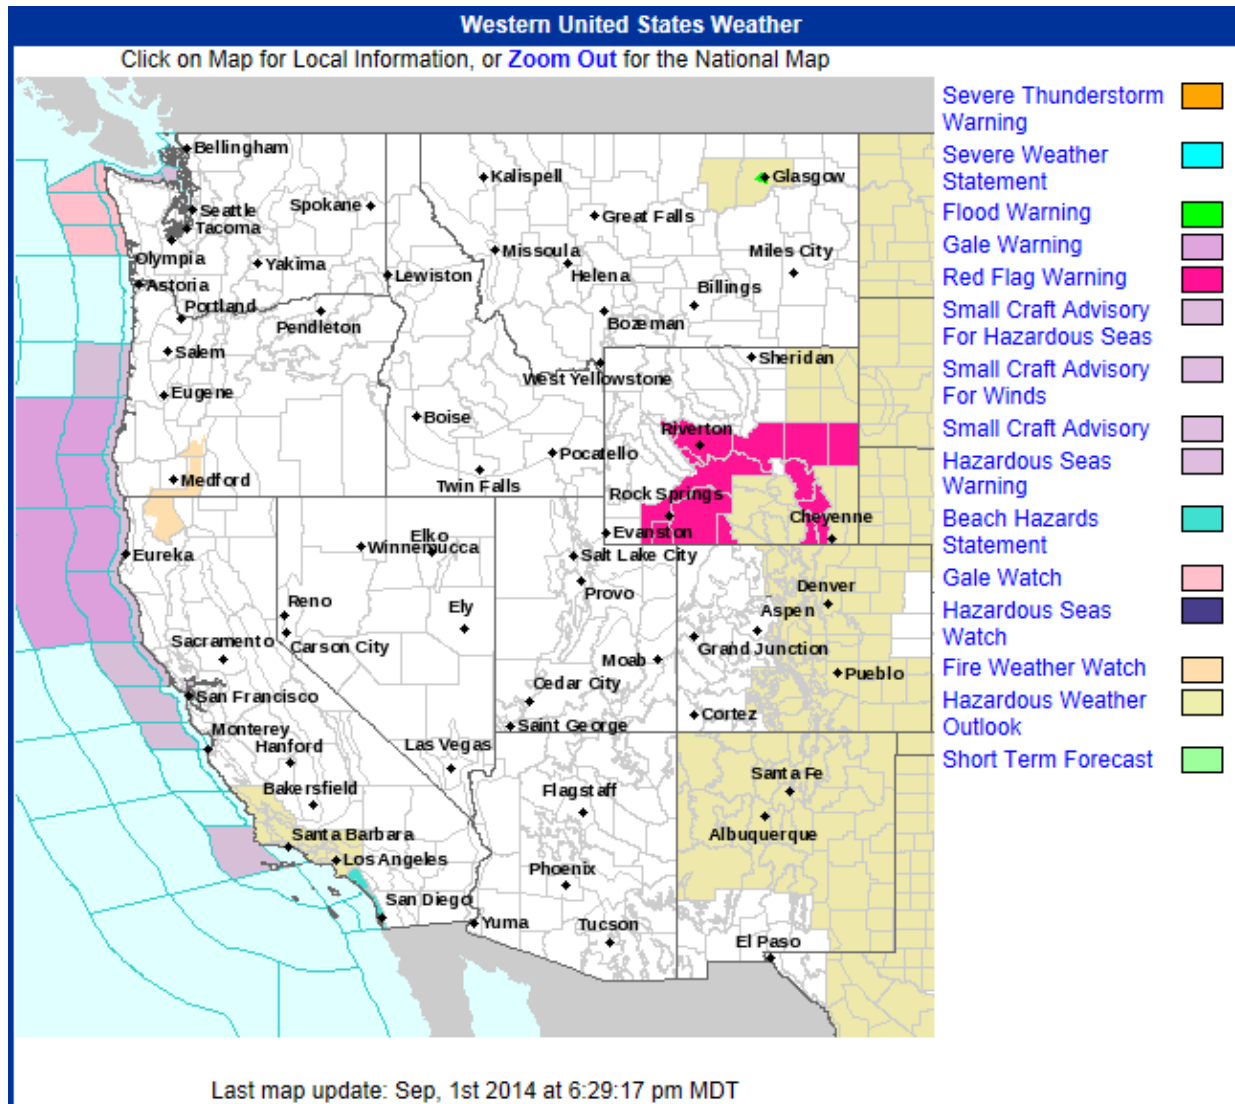 Western United States Weather
Click on Map for Local Information, or Zoom Out for the National Map
Severe Thunderstorm
Warning
Severe Weather
Statement
Flood Warning
Gale Warning
Red Flag Warning
Small Craft Advisory
For Hazardous Seas
Small Craft Advisory
For Winds
Small Craft Advisory
Hazardous Seas
Warning
Beach Hazards
Statement
Gale Watch
Hazardous Seas
Watch
Fire Weather Watch
Hazardous Weather
Outlook
Short Term Forecast
Bellingham
Kalispell
Glasgow
Seattle
Spokane
Great Falls
Tacoma
Olympia
Yakima
Missoula
Miles City
Lewiston
Helena
Astoria
Billings
Portland
Pendleton
Bozeman
Salem
Sheridan
West Yellowstone
Eugene
Boise
Riverton
Pocatello
Medford
Twin Falls
Rock Springs
Cheyenne
Evanston
Elko
Winnemucca
Eureka
Salt Lake City
Provo
Denver
Reno
Ely
Aspen
Sacramento
Carson City
Grand Junction
Moab
Pueblo
San Francisco
Cedar City
Saint George
Cortez
Monterey
Hanford
Las Vegas
Bakersfield
Flagstaff
Santa Fe
Albuquerque
Santa Barbara
Los Angeles
Phoenix
San Diego
Yuma
Tucson
El Paso
Last map update: Sep, 1st 2014 at 6:29:17 pm MDT